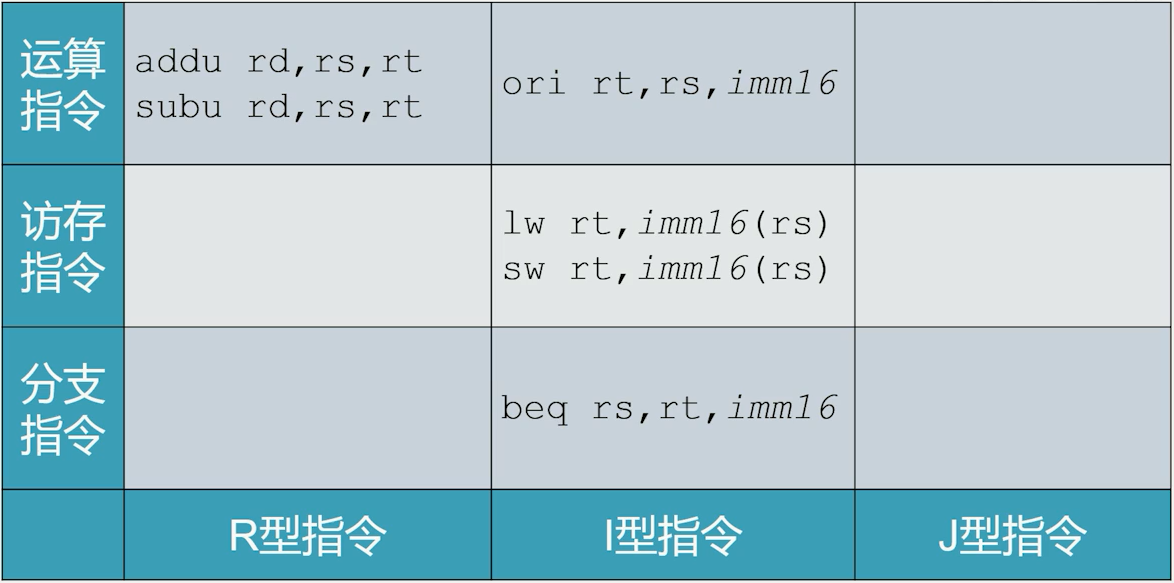 运算
指令
addu rd,rs,rt
subu rd,rs,rt
ori rt,rs,imm16
访存
指令
lw rt,imm16(rs)
sw rt,imm16(rs)
分支
指令
beq rs,rt,imm16
R型指令
I型指令
J型指令